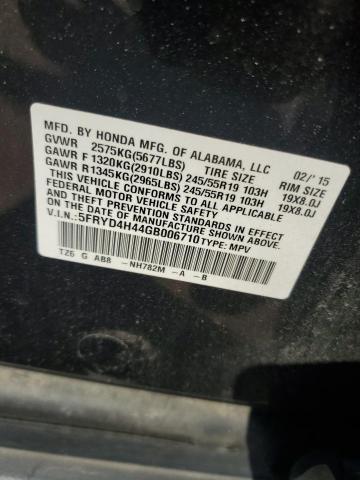 MFD. BY HONDA MFG. OF ALABAMA, LLC 02/'15
GVWR 2575KG(5677LBS) TIRE SIZE RIM SIZE
GAWR F 1320KG(2910LBS) 245/55R19 103H 19X8.0J
GAWR R1345KG(2965LBS) 245/55R19 103H 19X8.0J
THIS VEHICLE CONFORMS TO ALL APPLICABLE
FEDERAL MOTOR VEHICLE SAFETY
AND THEFT PREVENTION STANDARDS IN EFFECT
ON THE DATE OF MANUFACTURE SHOWN ABOVE.
V.I.N.:5FRYD4H44GB006710 TYPE: MPV
TZ5 G AB8 -NH782M -A -B